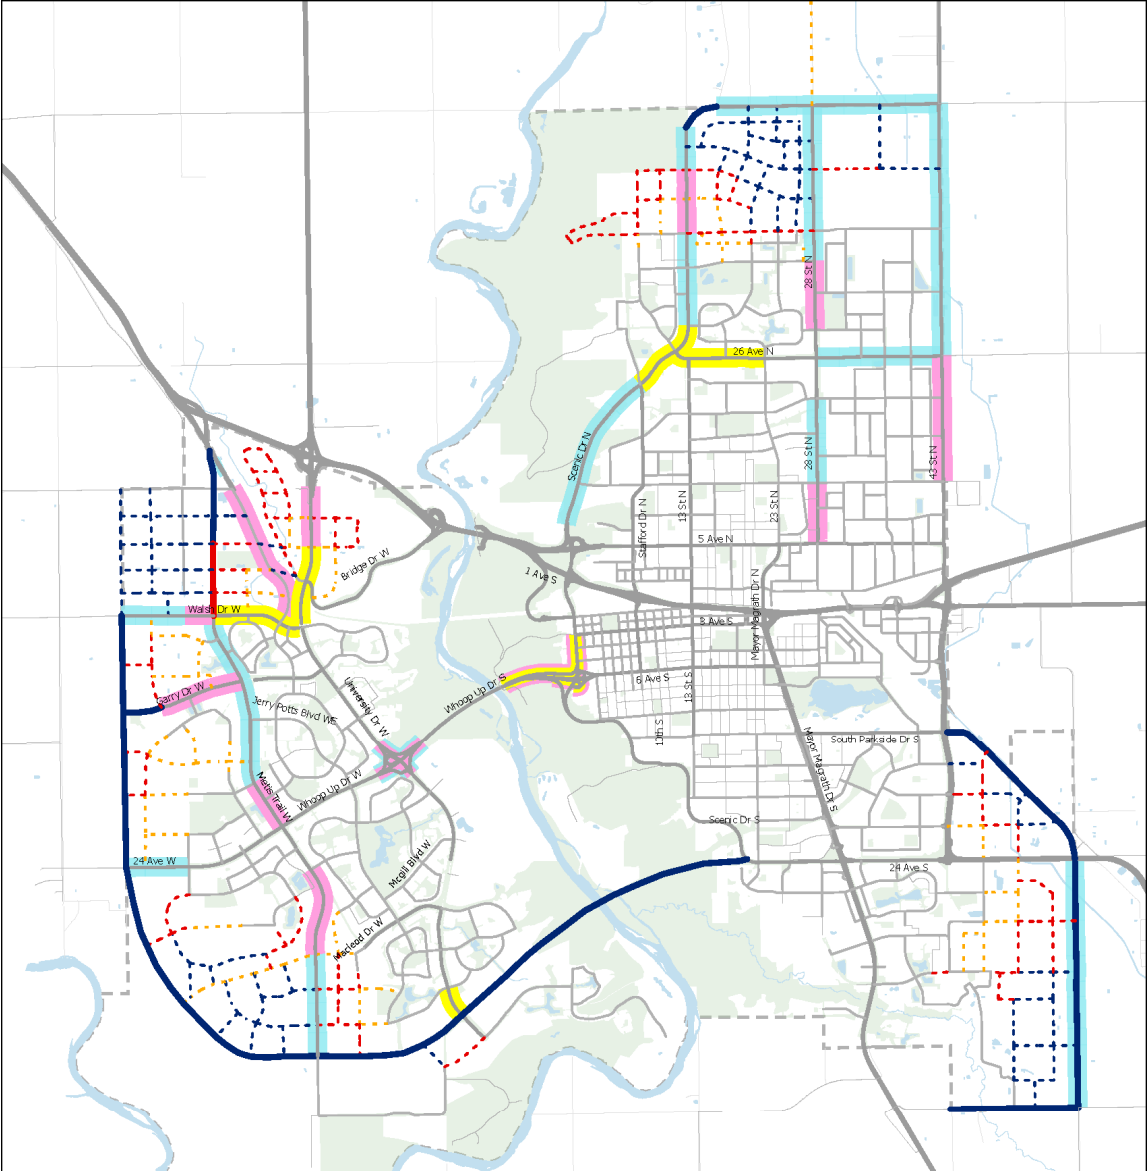 28 St N
26 Ave N
Scenic Dr N
28 St N
43 St N
Stafford Dr N
13 St N
23 St N
5 Ave N
Bridge Dr W
1 Ave S
Mayor Magrath Dr N
Walsh Dr W
3 Ave S
6 Ave S
Garry Dr W
Jerry Potts Blvd W
University Dr W
Whoop Up Dr S
13 St S
10th S
South Parkside Dr S
Mayor Magrath Dr S
Metis Trail W
Whoop Up Dr W
Scenic Dr S
24 Ave W
Mcgill Blvd W
24 Ave S
Macleod Dr W